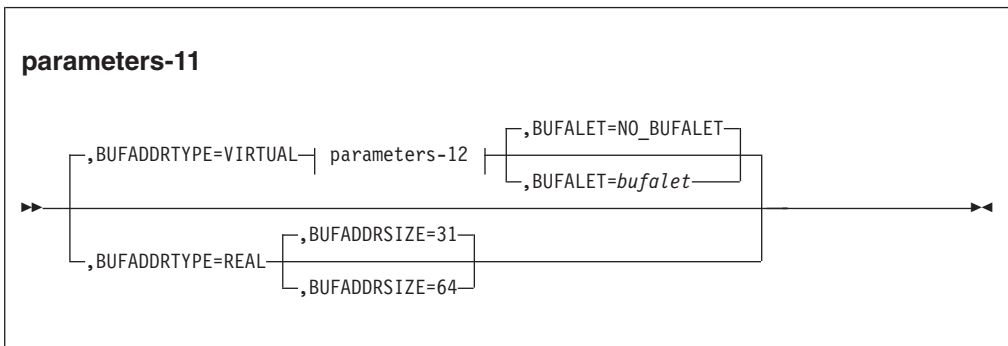 parameters-11
,BUFALET=NO_BUFALET
,BUFADDRTYPE=VIRTUAL parameters-12
,BUFALET=bufalet
,BUFADDRSIZE=31
,BUFADDRTYPE=REAL
,BUFADDRSIZE=64